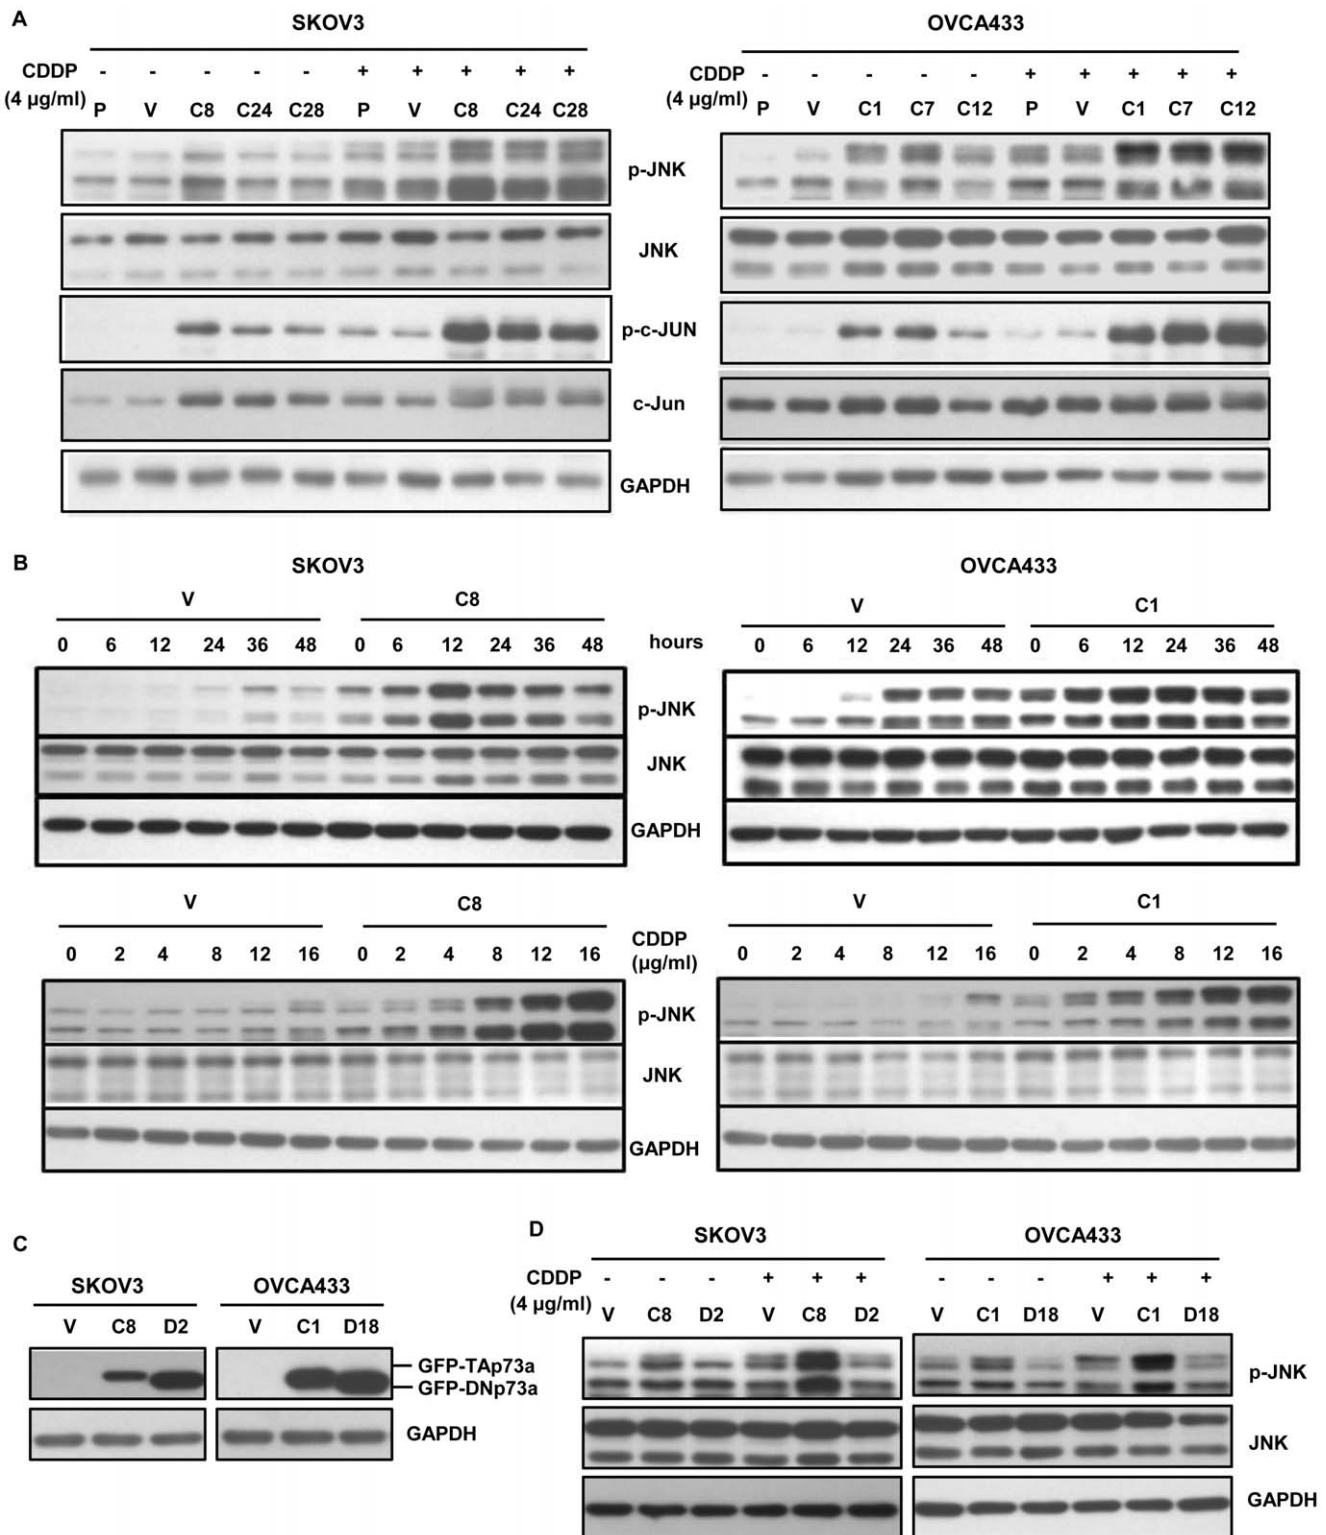 A
SKOV3
OVCA433
CDDP - - - - - + + + + +
(4 µg/ml) P V C8 C24 C28 P V C8 C24 C28
CDDP - - - - - + + + + +
(4 µg/ml) P V C1 C7 C12 P V C1 C7 C12
p-JNK
JNK
p-c-JUN
c-Jun
GAPDH
B
SKOV3
OVCA433
V C8
V C1
0 6 12 24 36 48 0 6 12 24 36 48
hours
0 6 12 24 36 48 0 6 12 24 36 48
p-JNK
JNK
GAPDH
V C8
V C1
0 2 4 8 12 16 0 2 4 8 12 16
CDDP
(µg/ml)
0 2 4 8 12 16 0 2 4 8 12 16
p-JNK
JNK
GAPDH
C
SKOV3 OVCA433
V C8 D2 V C1 D18
GFP-TAp73a
GFP-DNp73a
GAPDH
D
SKOV3 OVCA433
CDDP - - - + + + - - - + + +
(4 µg/ml) V C8 D2 V C8 D2 V C1 D18 V C1 D18
p-JNK
JNK
GAPDH